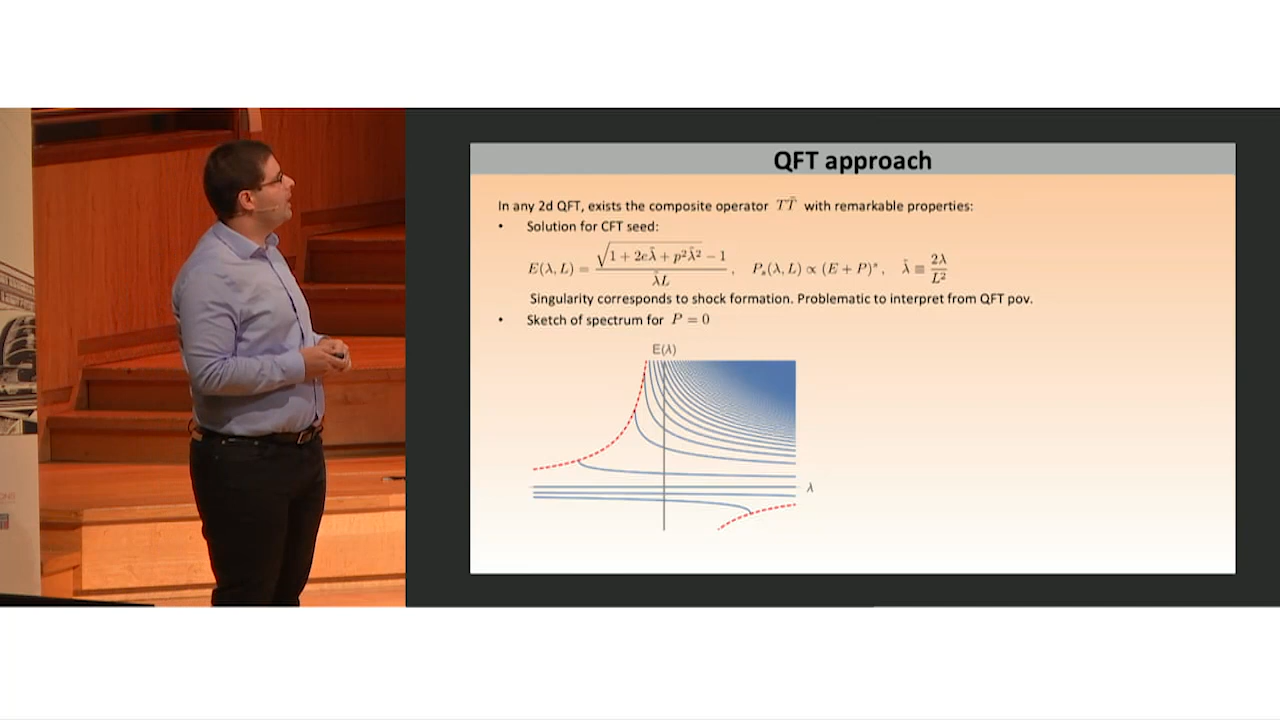 QFT approach
In any 2d QFT, exists the composite operator T T̄ with remarkable properties:
• Solution for CFT seed:
E(λ, L) = (√(1 + 2eλ̃ + p²λ̃²) − 1) / (λ̃L), Pₛ(λ, L) ∝ (E + P)ˢ, λ̃ ≡ 2λ / L²
Singularity corresponds to shock formation. Problematic to interpret from QFT pov.
• Sketch of spectrum for P = 0
E(λ)
λ